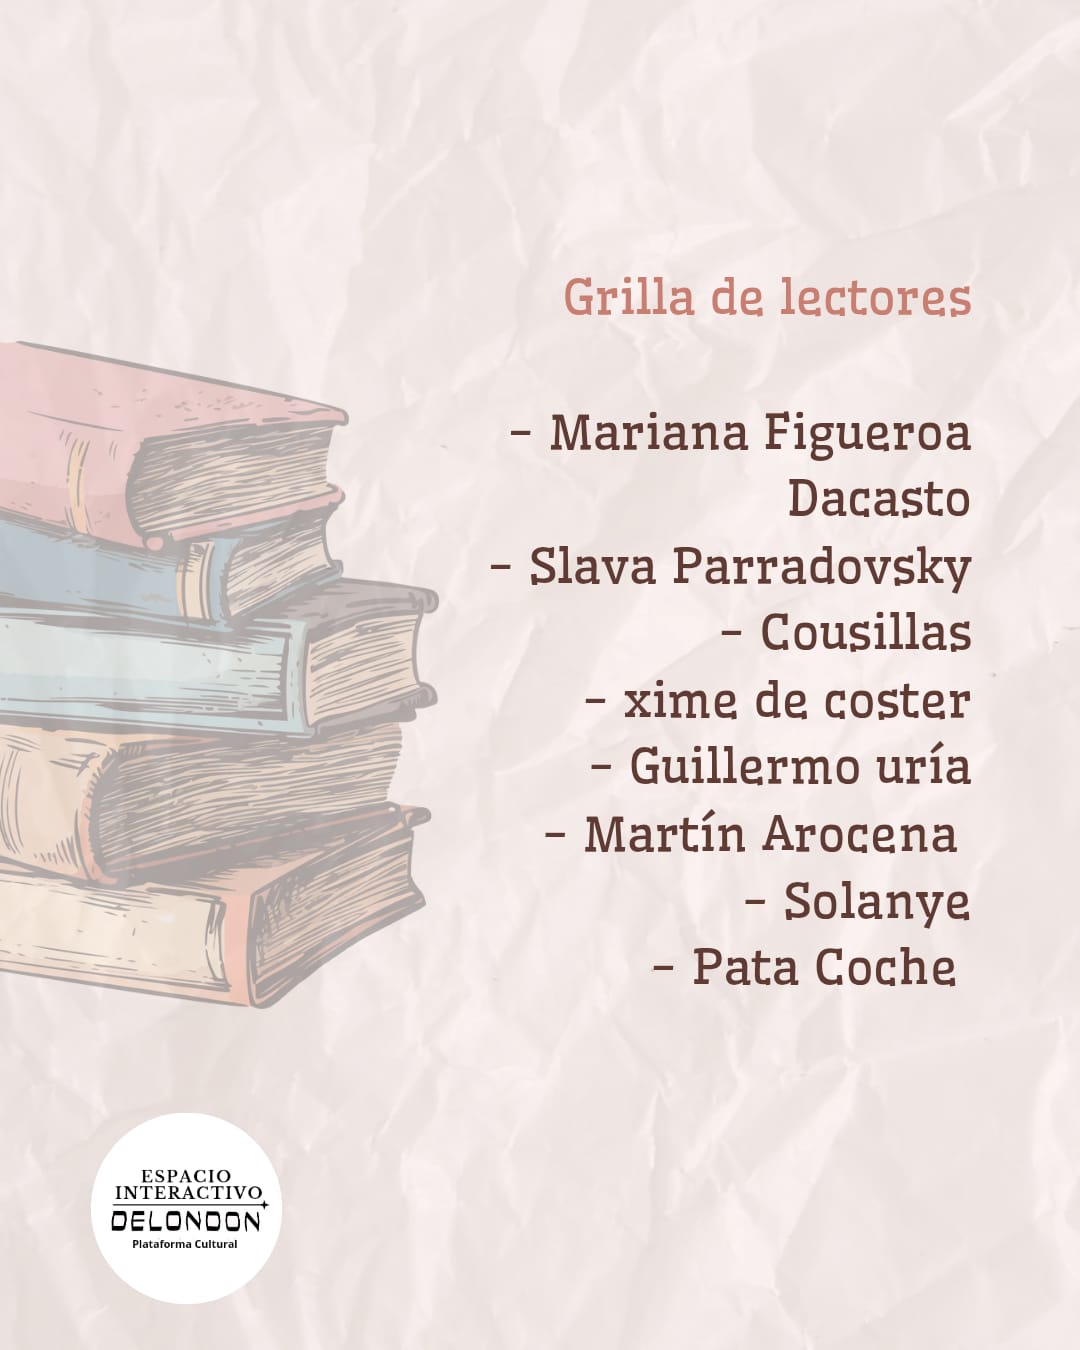 Grilla de lectores
- Mariana Figueroa
Dacasto
- Slava Parradovsky
- Cousillas
- xime de coster
- Guillermo uría
- Martín Arocena
- Solanye
- Pata Coche
ESPACIO
INTERACTIVO
DELONDON
Plataforma Cultural